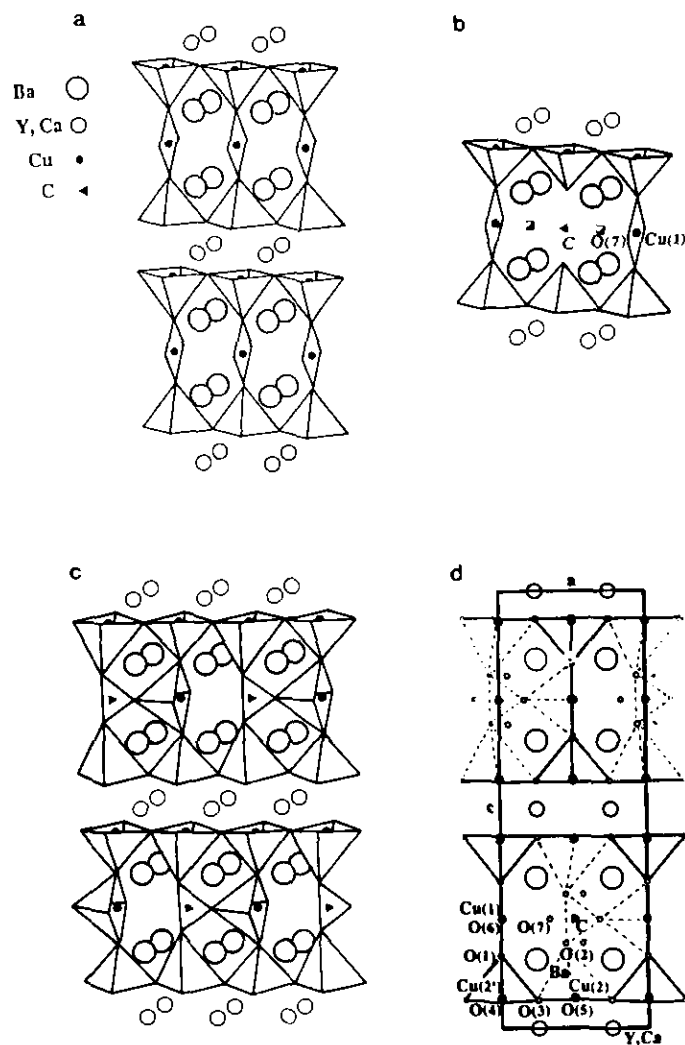 a
Ba
Y, Ca
Cu
C
b
C
O(7)
Cu(1)
c
d
a
c
Cu(1)
O(6)
O(7)
C
O(1)
O(2)
Ba
Cu(2')
Cu(2)
O(4)
O(3)
O(5)
Y,Ca